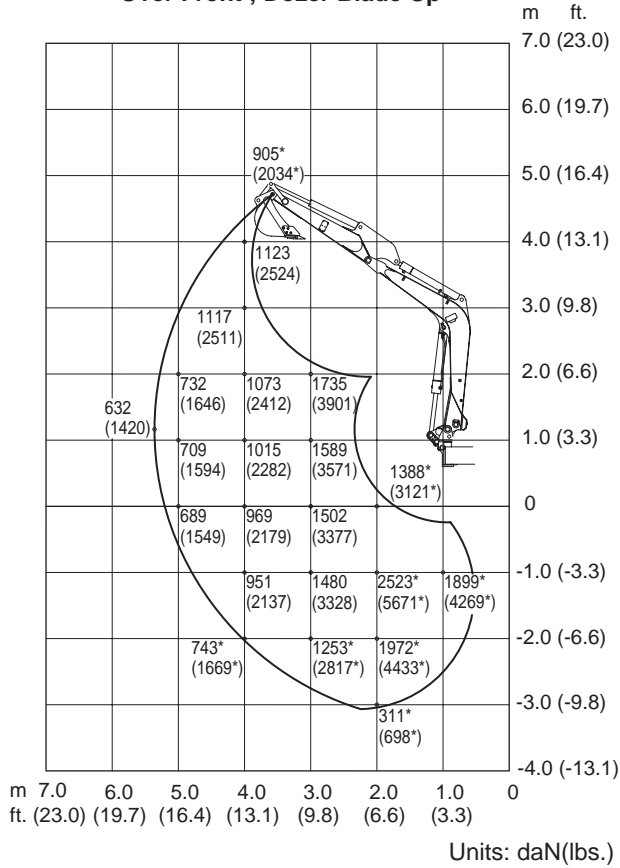 m ft.
7.0 (23.0)
6.0 (19.7)
905*
(2034*)
5.0 (16.4)
1123
(2524)
4.0 (13.1)
1117
(2511)
3.0 (9.8)
732 1073 1735
(1646) (2412) (3901)
2.0 (6.6)
632
(1420)
709 1015 1589
(1594) (2282) (3571)
1.0 (3.3)
1388*
(3121*)
689 969 1502
(1549) (2179) (3377)
0
951 1480 2523* 1899*
(2137) (3328) (5671*) (4269*)
-1.0 (-3.3)
743* 1253* 1972*
(1669*) (2817*) (4433*)
-2.0 (-6.6)
311*
(698*)
-3.0 (-9.8)
-4.0 (-13.1)
m 7.0 6.0 5.0 4.0 3.0 2.0 1.0 0
ft. (23.0) (19.7) (16.4) (13.1) (9.8) (6.6) (3.3)
Units: daN(lbs.)